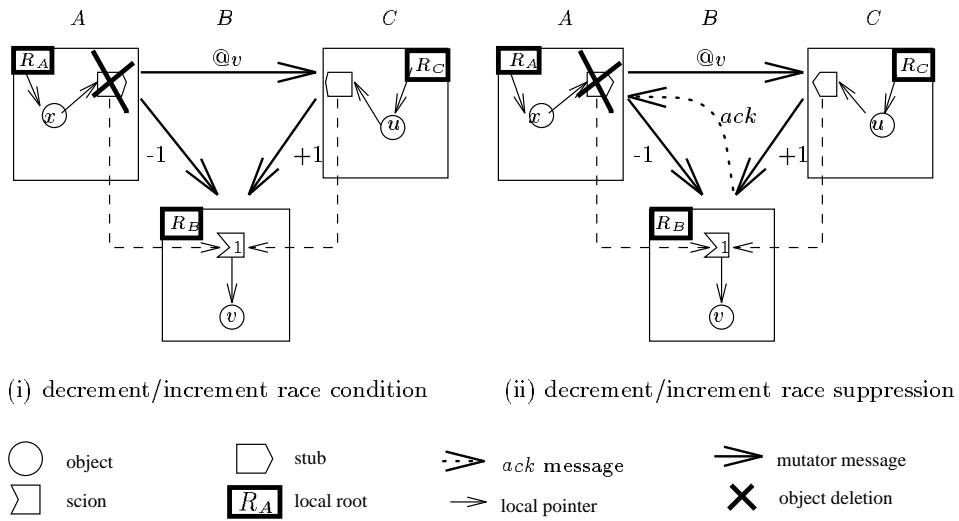 A B C A B C
R_A @v R_C R_A @v R_C
x u x u
ack
-1 +1 -1 +1
R_B R_B
1 1
v v
(i) decrement/increment race condition (ii) decrement/increment race suppression
object stub ack message mutator message
scion R_A local root local pointer object deletion